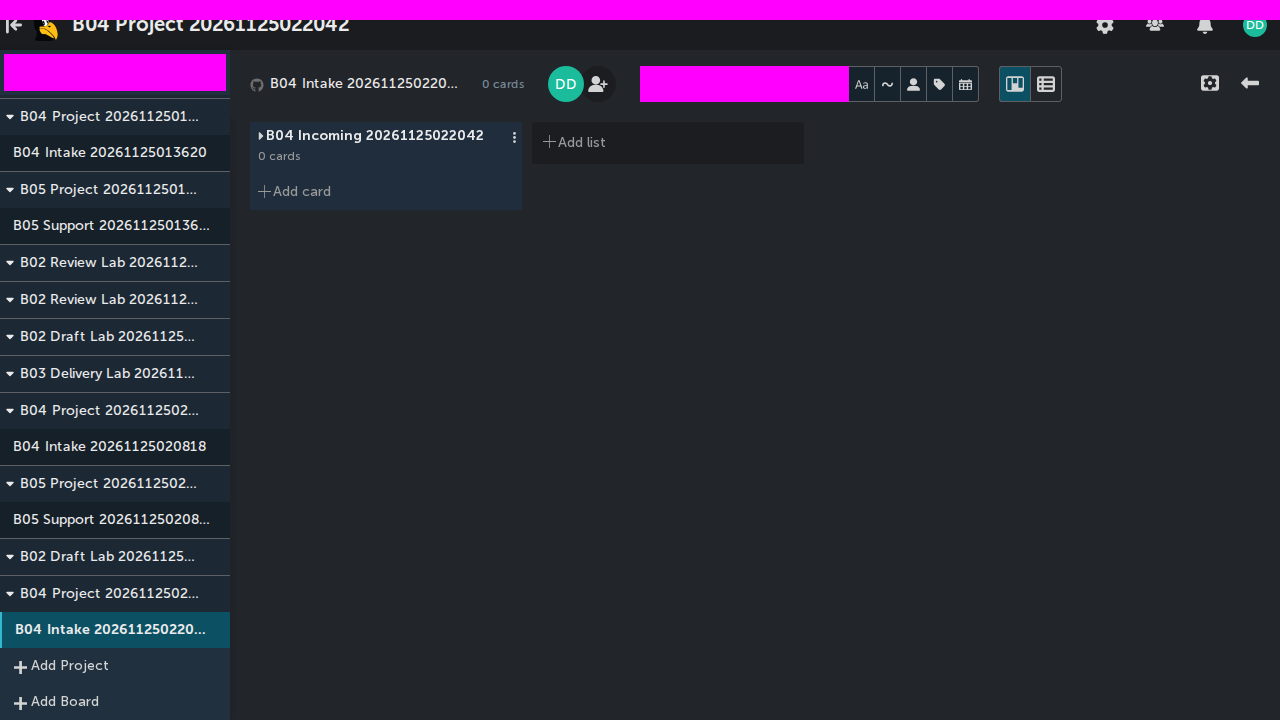 B04 Project 20261125022042
DD
B04 Intake 202611250220...
0 cards
DD
Aa
B04 Project 2026112501...
B04 Intake 20261125013620
B05 Project 2026112501...
B05 Support 202611250136...
B02 Review Lab 2026112...
B02 Review Lab 2026112...
B02 Draft Lab 20261125...
B03 Delivery Lab 202611...
B04 Project 2026112502...
B04 Intake 20261125020818
B05 Project 2026112502...
B05 Support 202611250208...
B02 Draft Lab 20261125...
B04 Project 2026112502...
B04 Intake 202611250220...
Add Project
Add Board
B04 Incoming 20261125022042
0 cards
Add card
Add list